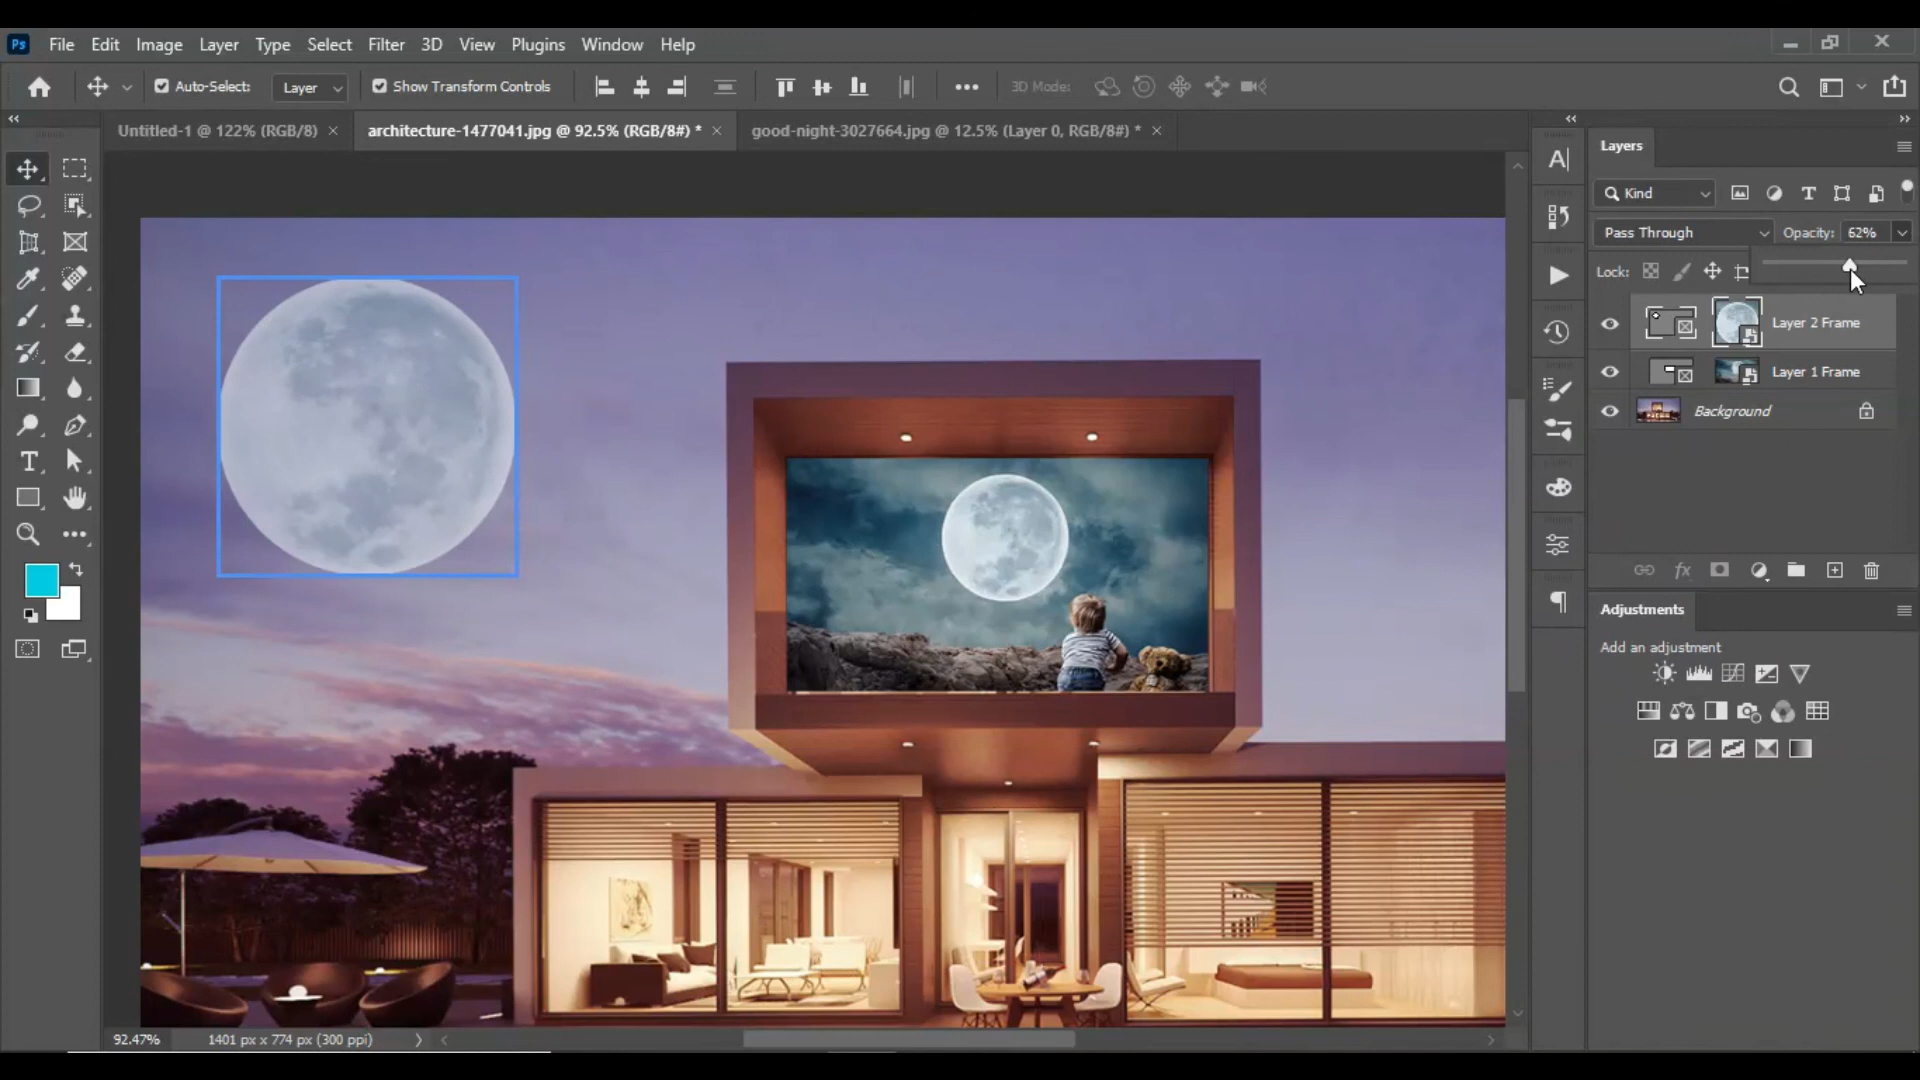 Ps File Edit Image Layer Type Select Filter 3D View Plugins Window Help
Auto-Select: Layer Show Transform Controls 3D Mode:
Untitled-1 @ 122% (RGB/8) × architecture-1477041.jpg @ 92.5% (RGB/8#) * × good-night-3027664.jpg @ 12.5% (Layer 0, RGB/8#) * ×
Layers
Kind
Pass Through Opacity: 62%
Lock:
Layer 2 Frame
Layer 1 Frame
Background
fx
Adjustments
Add an adjustment
92.47% 1401 px x 774 px (300 ppi)